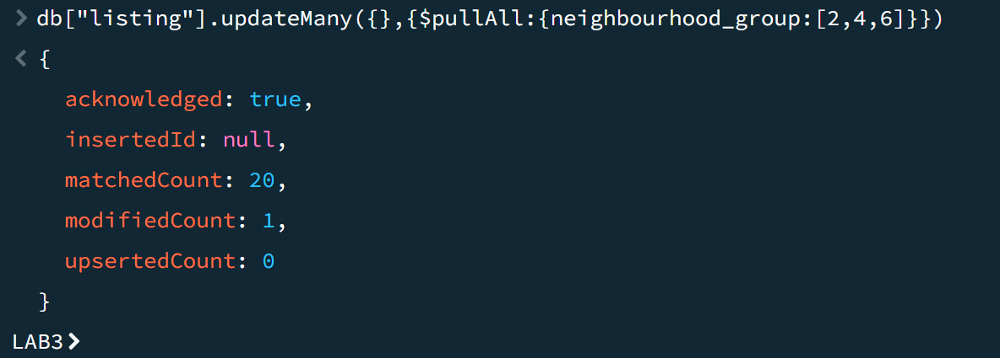 > db["listing"].updateMany({},{$pullAll:{neighbourhood_group:[2,4,6]}})
< {
acknowledged: true,
insertedId: null,
matchedCount: 20,
modifiedCount: 1,
upsertedCount: 0
}
LAB3>